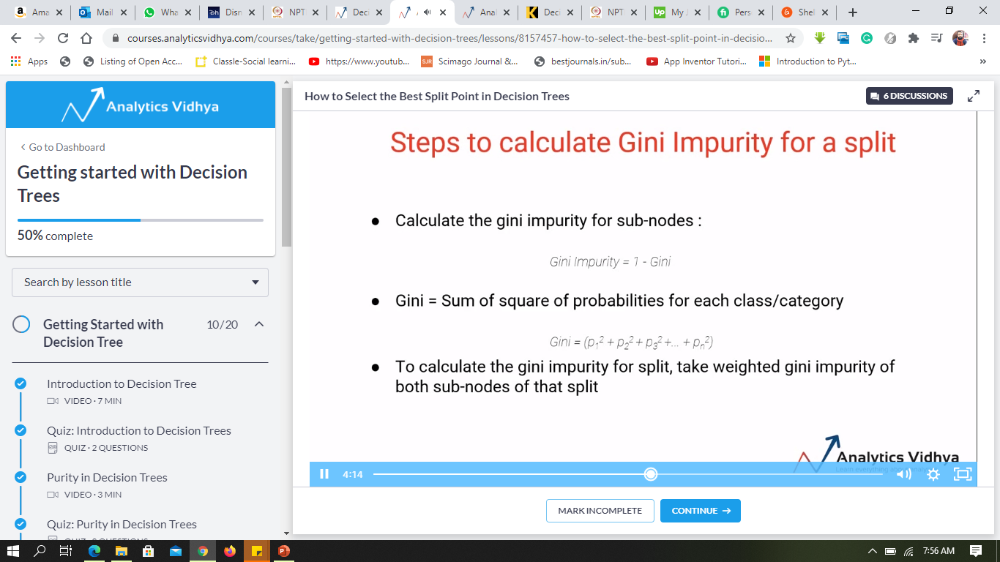 Ama
Mail
Wha
Disn
NPT
Deci
Anal
Deci
NPT
My J
Pers
Shel
courses.analyticsvidhya.com/courses/take/getting-started-with-decision-trees/lessons/8157457-how-to-select-the-best-split-point-in-decisio...
Apps
Listing of Open Acc...
Classle-Social learni...
https://www.youtub...
SJR
Scimago Journal &...
bestjournals.in/sub...
App Inventor Tutori...
Introduction to Pyt...
»
Analytics Vidhya
< Go to Dashboard
Getting started with Decision
Trees
50% complete
Search by lesson title
Getting Started with
Decision Tree
10/20
Introduction to Decision Tree
VIDEO · 7 MIN
Quiz: Introduction to Decision Trees
QUIZ · 2 QUESTIONS
Purity in Decision Trees
VIDEO · 3 MIN
Quiz: Purity in Decision Trees
How to Select the Best Split Point in Decision Trees
6 DISCUSSIONS
Steps to calculate Gini Impurity for a split
● Calculate the gini impurity for sub-nodes :
Gini Impurity = 1 - Gini
● Gini = Sum of square of probabilities for each class/category
Gini = (p₁² + p₂² + p₃² +... + pₙ²)
● To calculate the gini impurity for split, take weighted gini impurity of
both sub-nodes of that split
Analytics Vidhya
4:14
MARK INCOMPLETE
CONTINUE →
7:56 AM